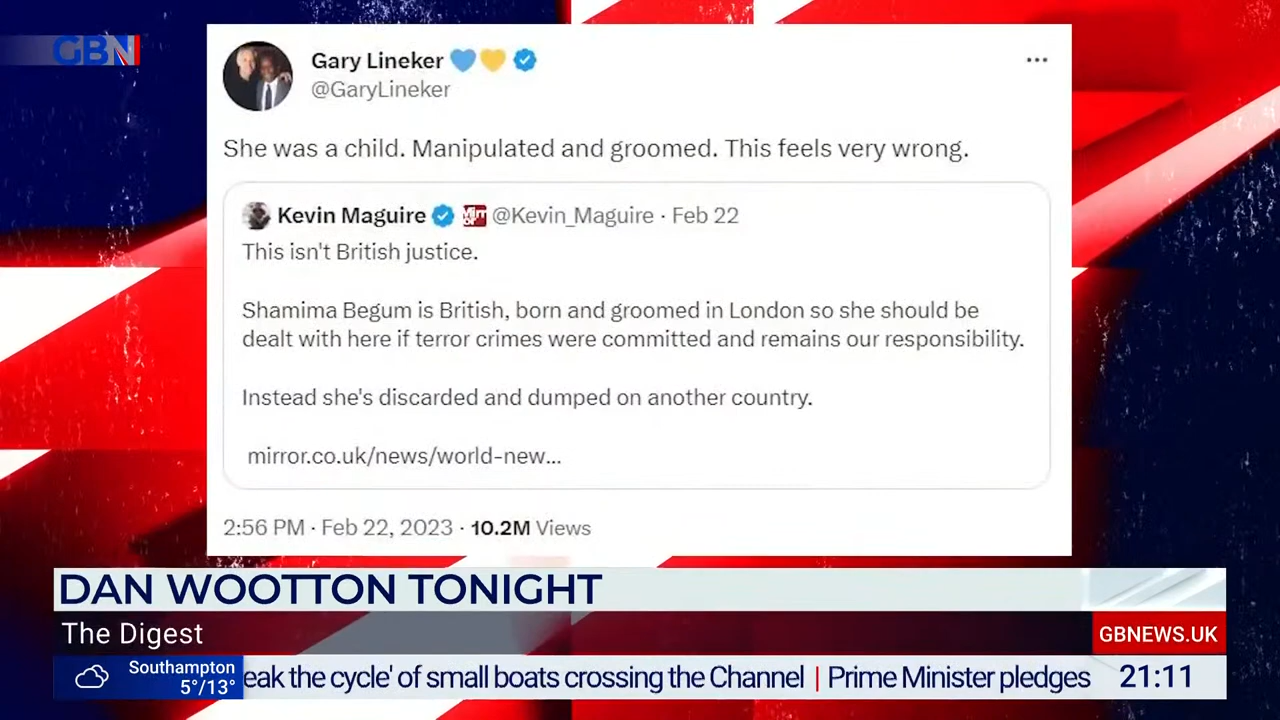 GBN
Gary Lineker
@GaryLineker
She was a child. Manipulated and groomed. This feels very wrong.
Kevin Maguire @Kevin_Maguire · Feb 22
This isn't British justice.
Shamima Begum is British, born and groomed in London so she should be
dealt with here if terror crimes were committed and remains our responsibility.
Instead she's discarded and dumped on another country.
mirror.co.uk/news/world-new...
2:56 PM · Feb 22, 2023 · 10.2M Views
DAN WOOTTON TONIGHT
The Digest
GBNEWS.UK
Southampton
5°/13°
eak the cycle' of small boats crossing the Channel | Prime Minister pledges
21:11